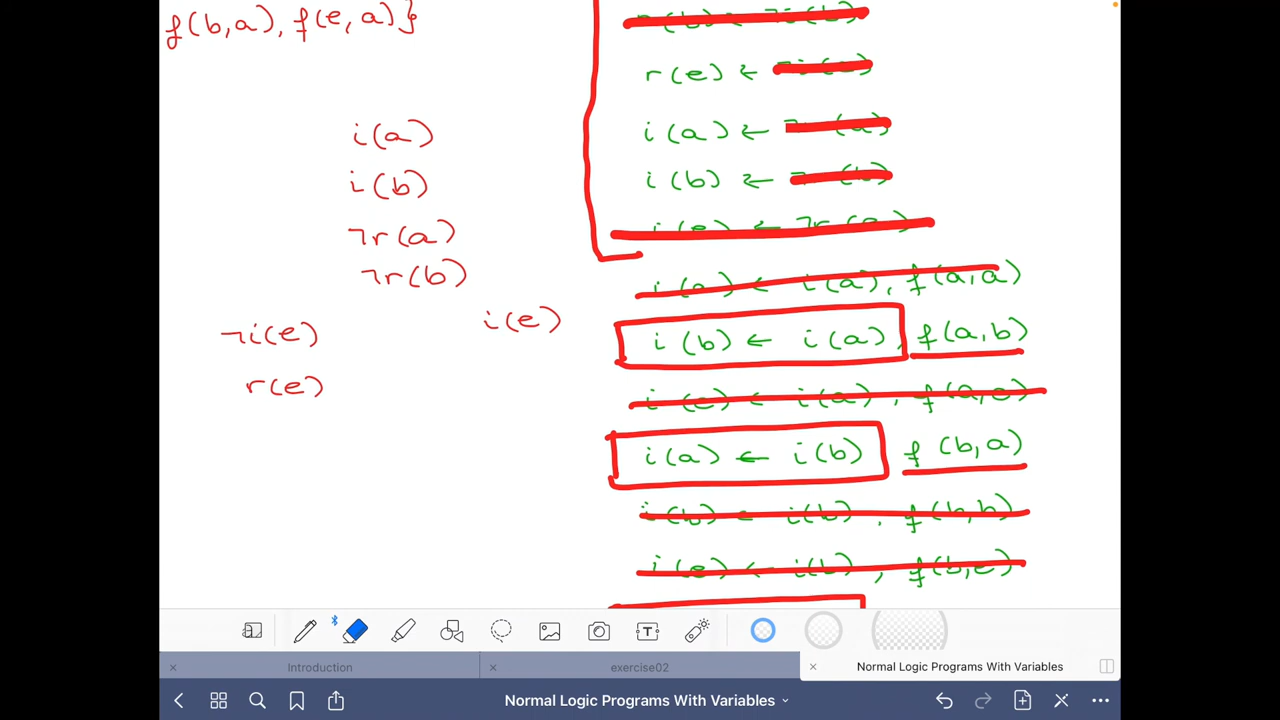 f(b,a), f(e,a)}
i(a)
i(b)
¬r(a)
¬r(b)
i(e)
¬i(e)
r(e)
r(e) ←
i(a) ←
i(b) ←
i(e) ← ¬r(e)
i(a) ← i(a), f(a,a)
i(b) ← i(a), f(a,b)
i(e) ← i(a), f(a,e)
i(a) ← i(b) f(b,a)
i(b) ← i(b), f(b,b)
i(e) ← i(b), f(b,e)
T
Introduction
exercise02
Normal Logic Programs With Variables
Normal Logic Programs With Variables